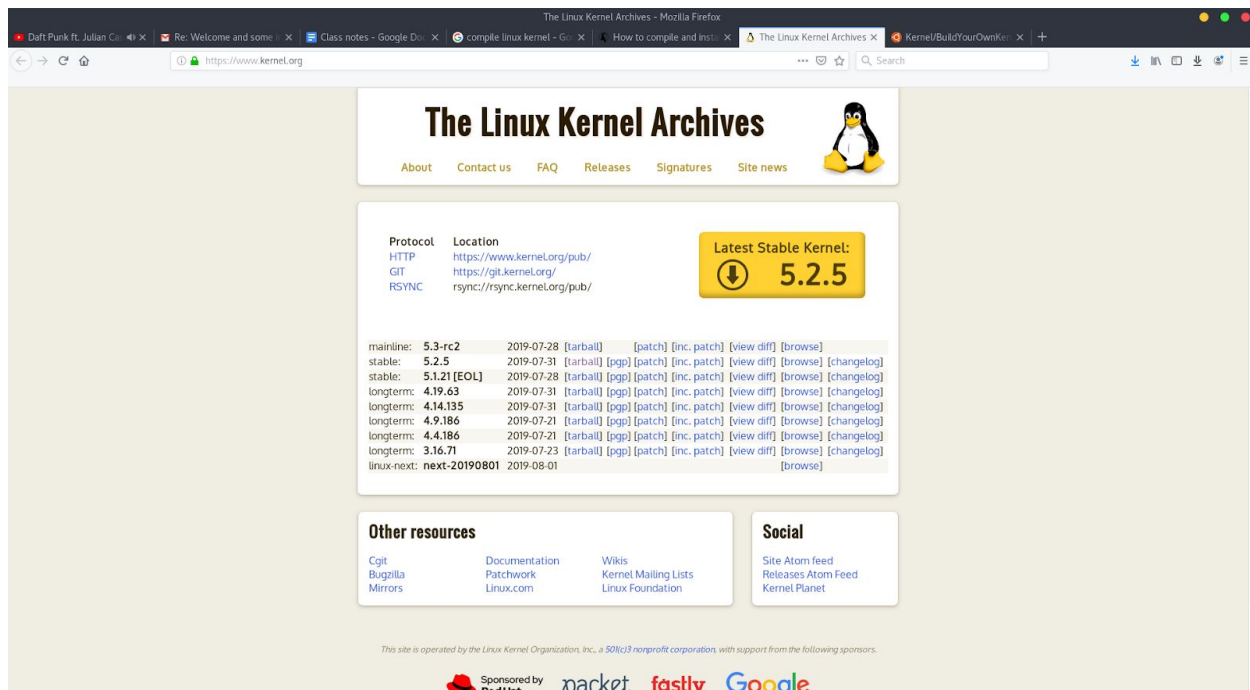 The Linux Kernel Archives - Mozilla Firefox
Daft Punk ft. Julian Cas Re: Welcome and some Class notes - Google Doc compile linux kernel - Go How to compile and insta The Linux Kernel Archives Kernel/BuildYourOwnKern
https://www.kernel.org Search
The Linux Kernel Archives
About Contact us FAQ Releases Signatures Site news
Protocol Location
HTTP https://www.kernel.org/pub/
GIT https://git.kernel.org/
RSYNC rsync://rsync.kernel.org/pub/
Latest Stable Kernel:
5.2.5
mainline: 5.3-rc2 2019-07-28 [tarball] [patch] [inc. patch] [view diff] [browse]
stable: 5.2.5 2019-07-31 [tarball] [pgp] [patch] [inc. patch] [view diff] [browse] [changelog]
stable: 5.1.21 [EOL] 2019-07-28 [tarball] [pgp] [patch] [inc. patch] [view diff] [browse] [changelog]
longterm: 4.19.63 2019-07-31 [tarball] [pgp] [patch] [inc. patch] [view diff] [browse] [changelog]
longterm: 4.14.135 2019-07-31 [tarball] [pgp] [patch] [inc. patch] [view diff] [browse] [changelog]
longterm: 4.9.186 2019-07-21 [tarball] [pgp] [patch] [inc. patch] [view diff] [browse] [changelog]
longterm: 4.4.186 2019-07-21 [tarball] [pgp] [patch] [inc. patch] [view diff] [browse] [changelog]
longterm: 3.16.71 2019-07-23 [tarball] [pgp] [patch] [inc. patch] [view diff] [browse] [changelog]
linux-next: next-20190801 2019-08-01 [browse]
Other resources
Cgit Documentation Wikis
Bugzilla Patchwork Kernel Mailing Lists
Mirrors Linux.com Linux Foundation
Social
Site Atom feed
Releases Atom Feed
Kernel Planet
This site is operated by the Linux Kernel Organization, Inc., a 501(c)3 nonprofit corporation, with support from the following sponsors.
Sponsored by packet fastly Google
Red Hat